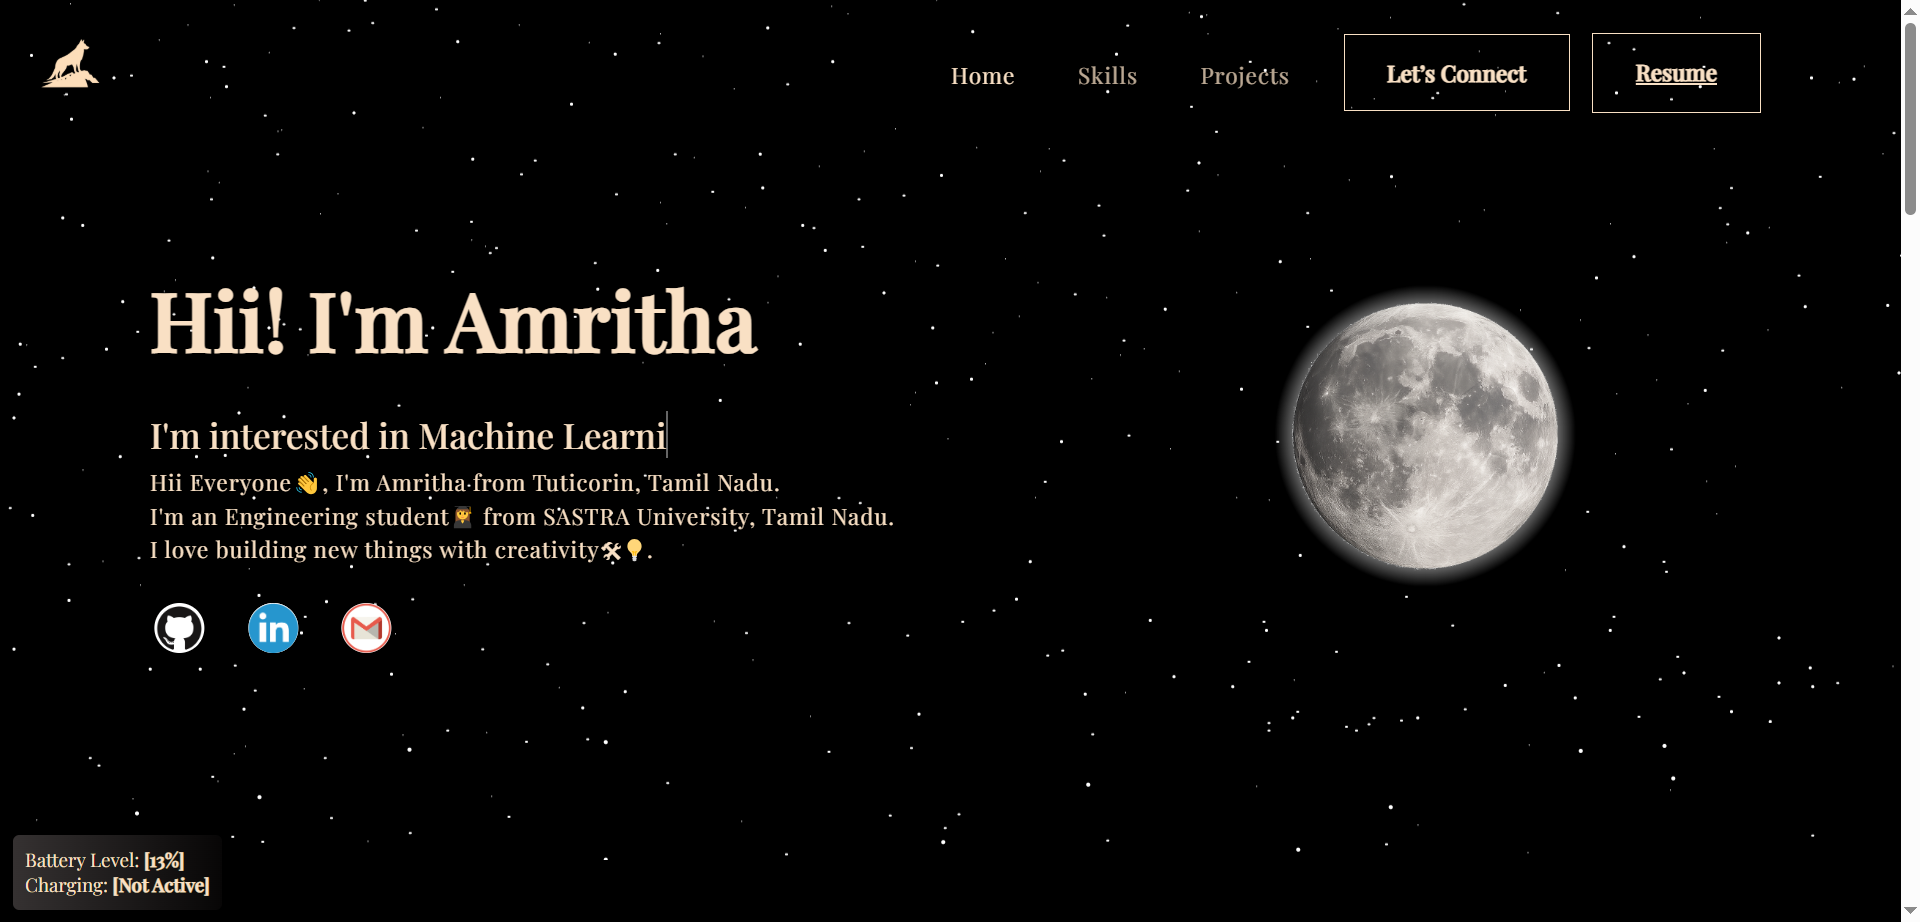 Home Skills Projects Let's Connect Resume
Hii! I'm Amritha
I'm interested in Machine Learni
Hii Everyone👋, I'm Amritha from Tuticorin, Tamil Nadu.
I'm an Engineering student👩‍🎓 from SASTRA University, Tamil Nadu.
I love building new things with creativity🛠💡.
in
Battery Level: [13%]
Charging: [Not Active]